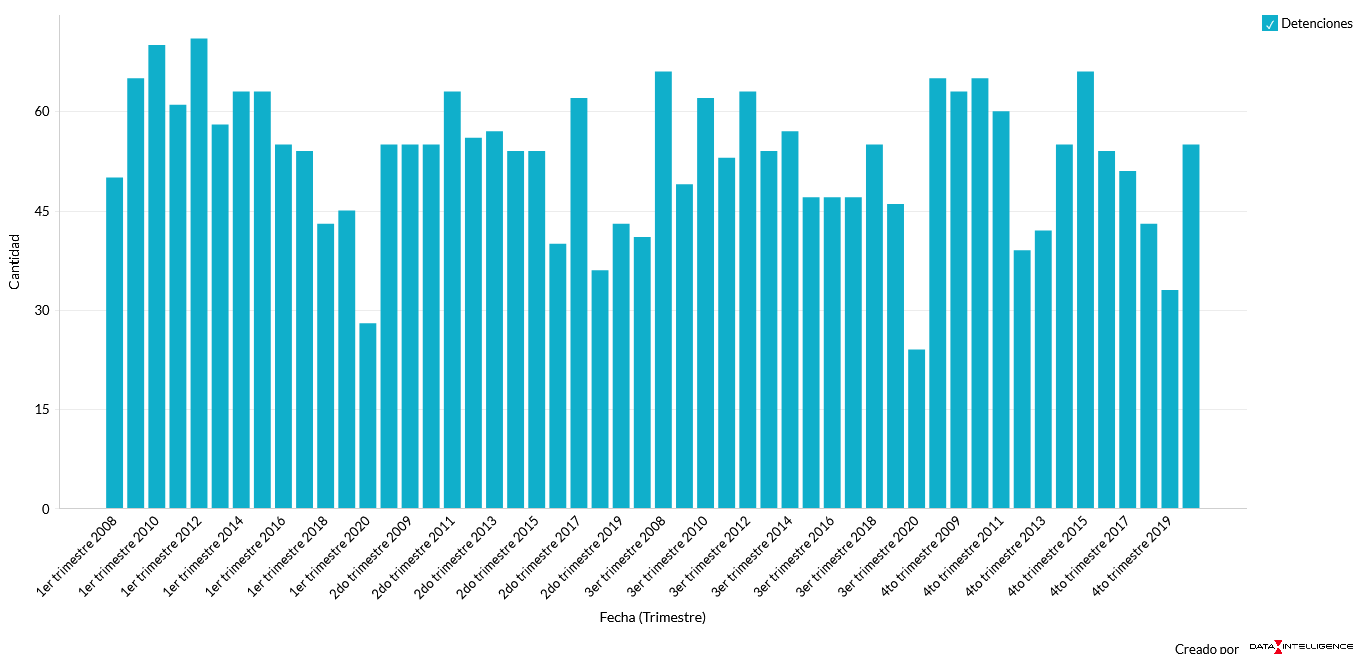 Detenciones
60
45
30
15
0
Cantidad
1er trimestre 2008
1er trimestre 2010
1er trimestre 2012
1er trimestre 2014
1er trimestre 2016
1er trimestre 2018
1er trimestre 2020
2do trimestre 2009
2do trimestre 2011
2do trimestre 2013
2do trimestre 2015
2do trimestre 2017
2do trimestre 2019
3er trimestre 2008
3er trimestre 2010
3er trimestre 2012
3er trimestre 2014
3er trimestre 2016
3er trimestre 2018
3er trimestre 2020
4to trimestre 2009
4to trimestre 2011
4to trimestre 2013
4to trimestre 2015
4to trimestre 2017
4to trimestre 2019
Fecha (Trimestre)
Creado por DATA INTELLIGENCE